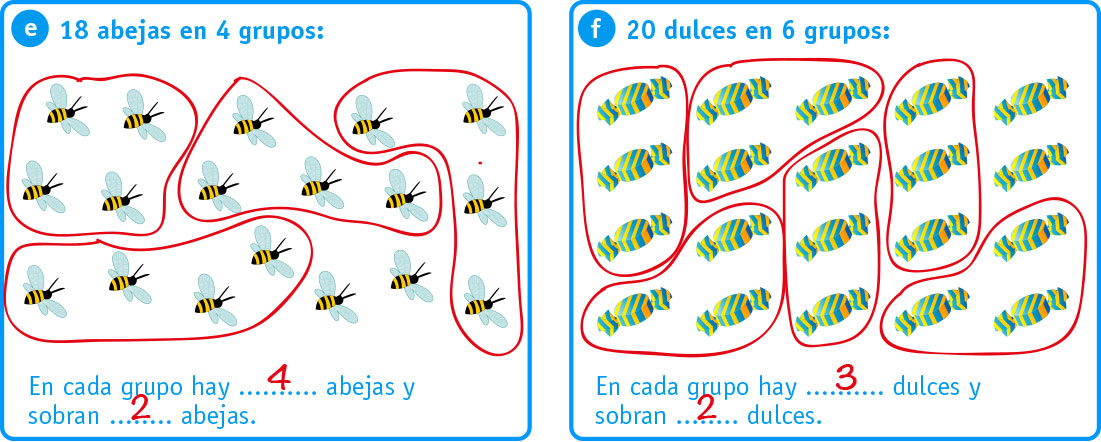 e 18 abejas en 4 grupos:
En cada grupo hay ....4.... abejas y
sobran ...2... abejas.
f 20 dulces en 6 grupos:
En cada grupo hay ....3.... dulces y
sobran ...2... dulces.